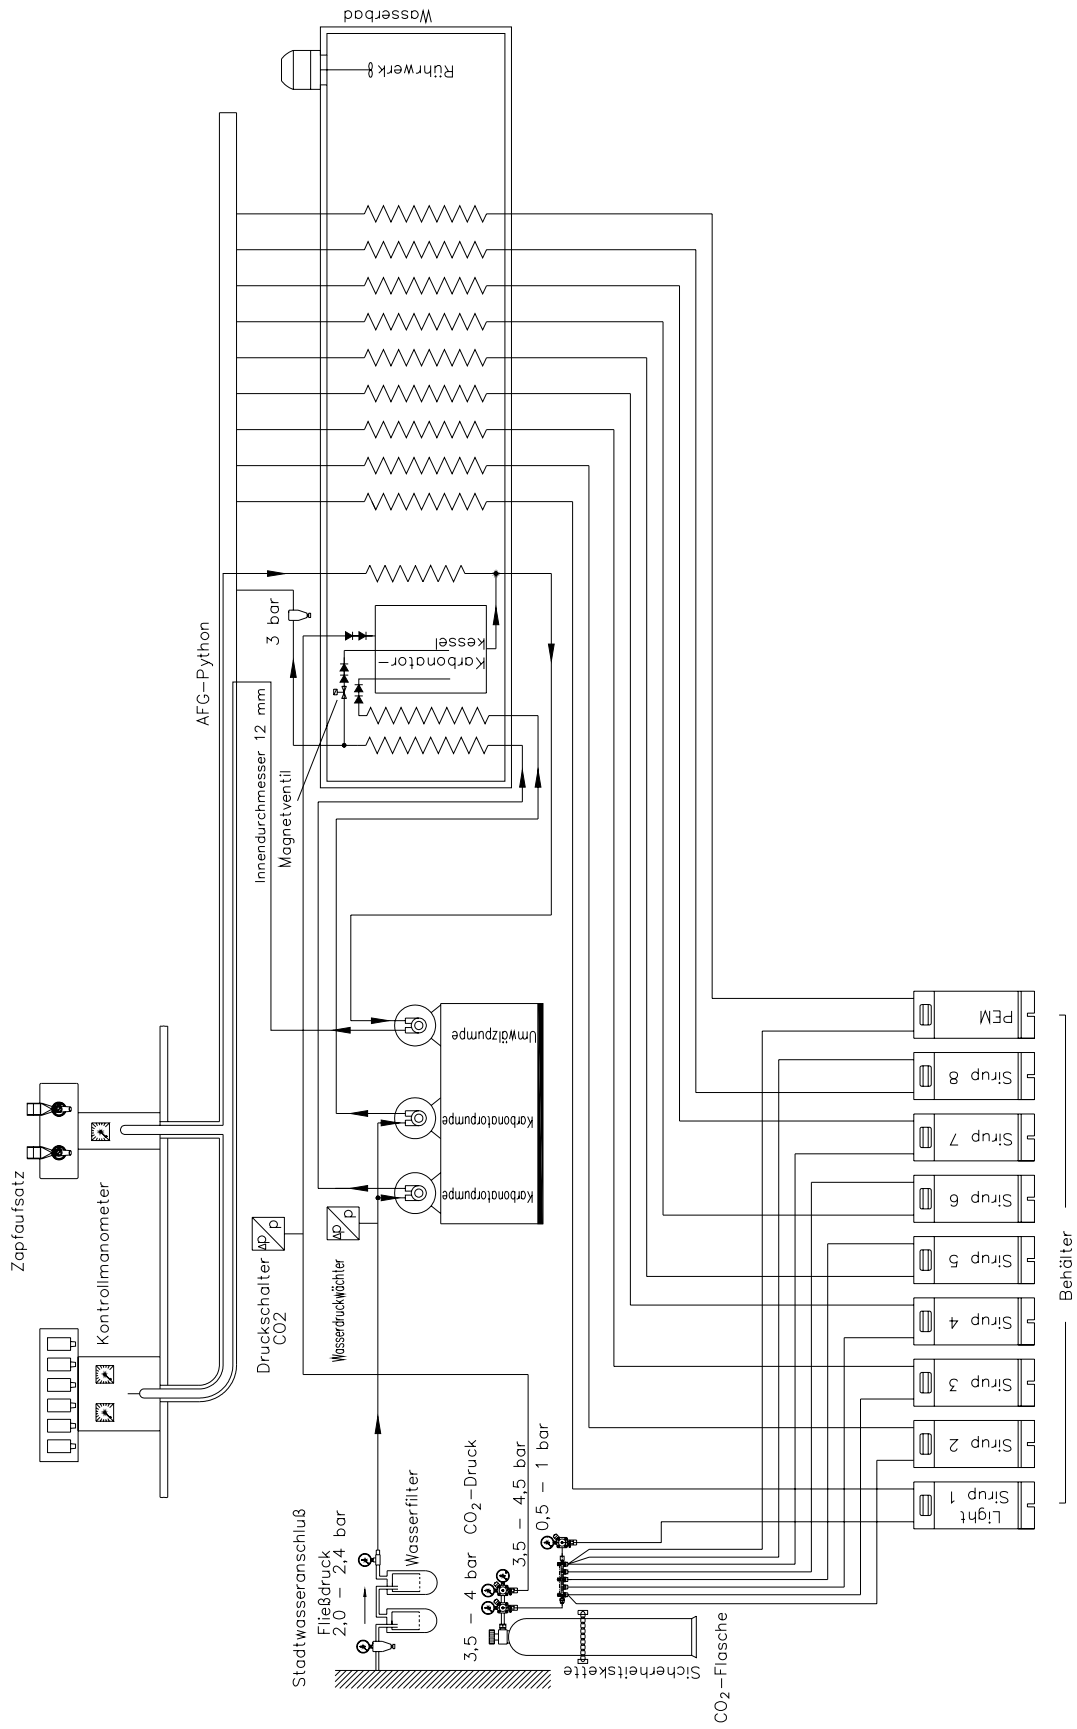 Zapfaufsatz
Kontrollmanometer
AFG-Python
Wasserbad
Rührwerk
3 bar
Karbonator-
kessel
Innendurchmesser 12 mm
Magnetventil
Druckschalter
CO2
Δp
p
Wasserdruckwächter
Δp
p
Karbonatorpumpe
Karbonatorpumpe
Umwälzpumpe
Stadtwasseranschluß
Fließdruck
2,0 – 2,4 bar
Wasserfilter
3,5 – 4 bar CO₂-Druck
3,5 – 4,5 bar
0,5 – 1 bar
Sicherheitskette
CO₂-Flasche
Light
Sirup 1
Sirup 2
Sirup 3
Sirup 4
Sirup 5
Sirup 6
Sirup 7
Sirup 8
PEM
Behälter